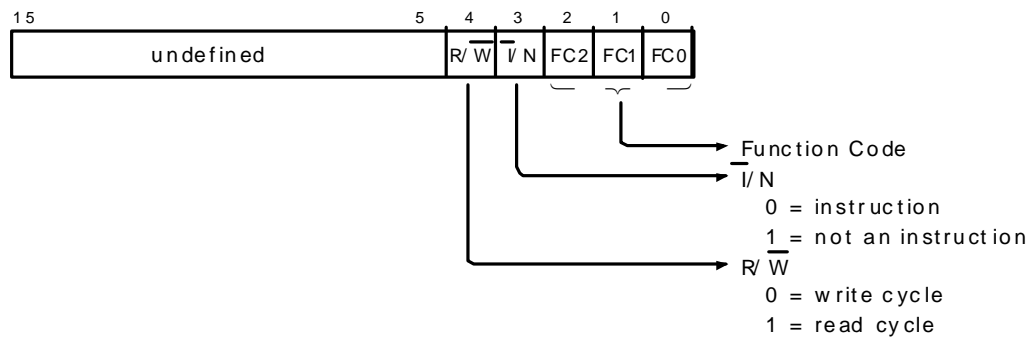 15 5 4 3 2 1 0
undefined R/W̅ I̅/N FC2 FC1 FC0
Function Code
I̅/N
0 = instruction
1 = not an instruction
R/W̅
0 = write cycle
1 = read cycle